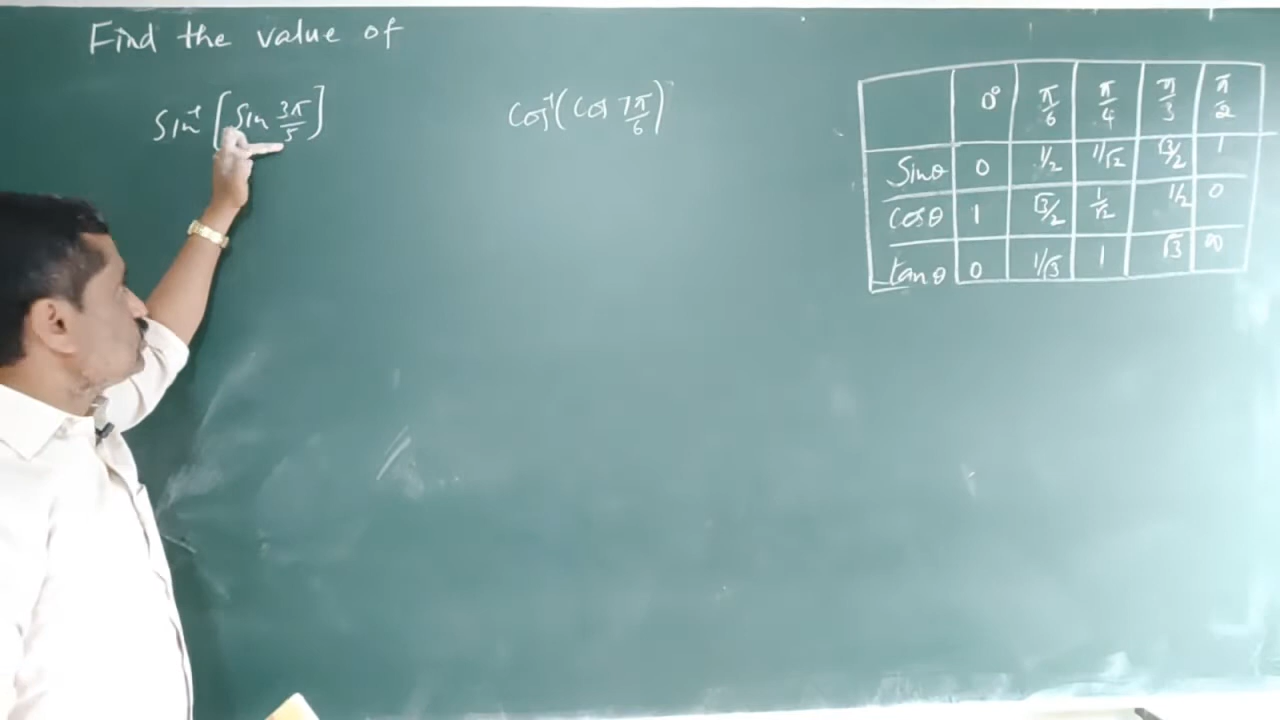 Find the value of
Sin⁻¹[Sin 3π/5] Cos⁻¹(Cos 7π/6)
0° π/6 π/4 π/3 π/2
Sinθ 0 1/2 1/√2 √3/2 1
Cosθ 1 √3/2 1/√2 1/2 0
tanθ 0 1/√3 1 √3 ∞